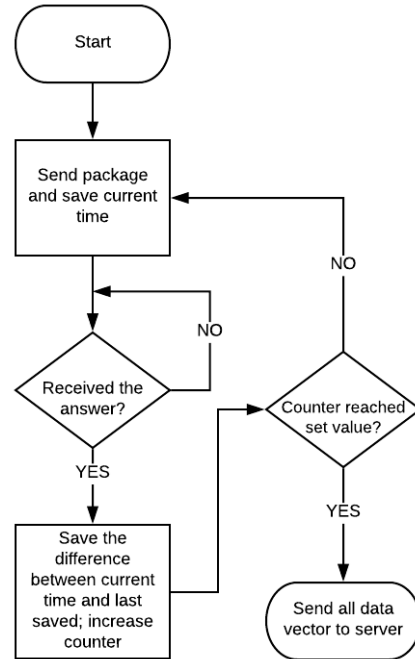 Start
Send package
and save current
time
NO
Received the
answer?
YES
Save the
difference
between current
time and last
saved; increase
counter
NO
Counter reached
set value?
YES
Send all data
vector to server